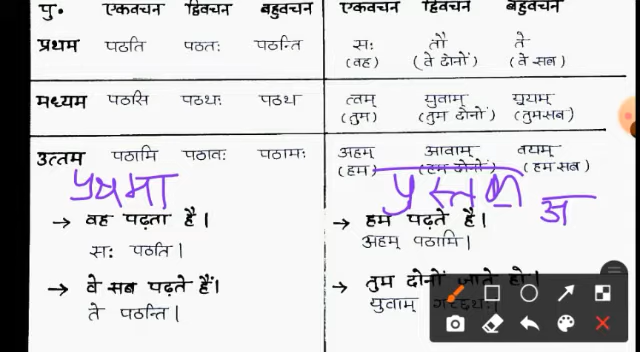 पु. एकवचन द्विवचन बहुवचन एकवचन द्विवचन बहुवचन
प्रथम पठति पठतः पठन्ति सः तौ ते
(वह) (वे दोनों) (वे सब)
मध्यम पठसि पठथः पठथ त्वम् युवाम् यूयम्
(तुम) (तुम दोनों) (तुमसब)
उत्तम पठामि पठावः पठामः अहम् आवाम् वयम्
(हम) (हम दोनों) (हम सब)
प्रथमा पुस्तक अ
→ वह पढ़ता है। → हम पढ़ते हैं।
सः पठति। अहम् पठामि।
→ वे सब पढ़ते हैं। → तुम दोनों जाते हो।
ते पठन्ति। युवाम्